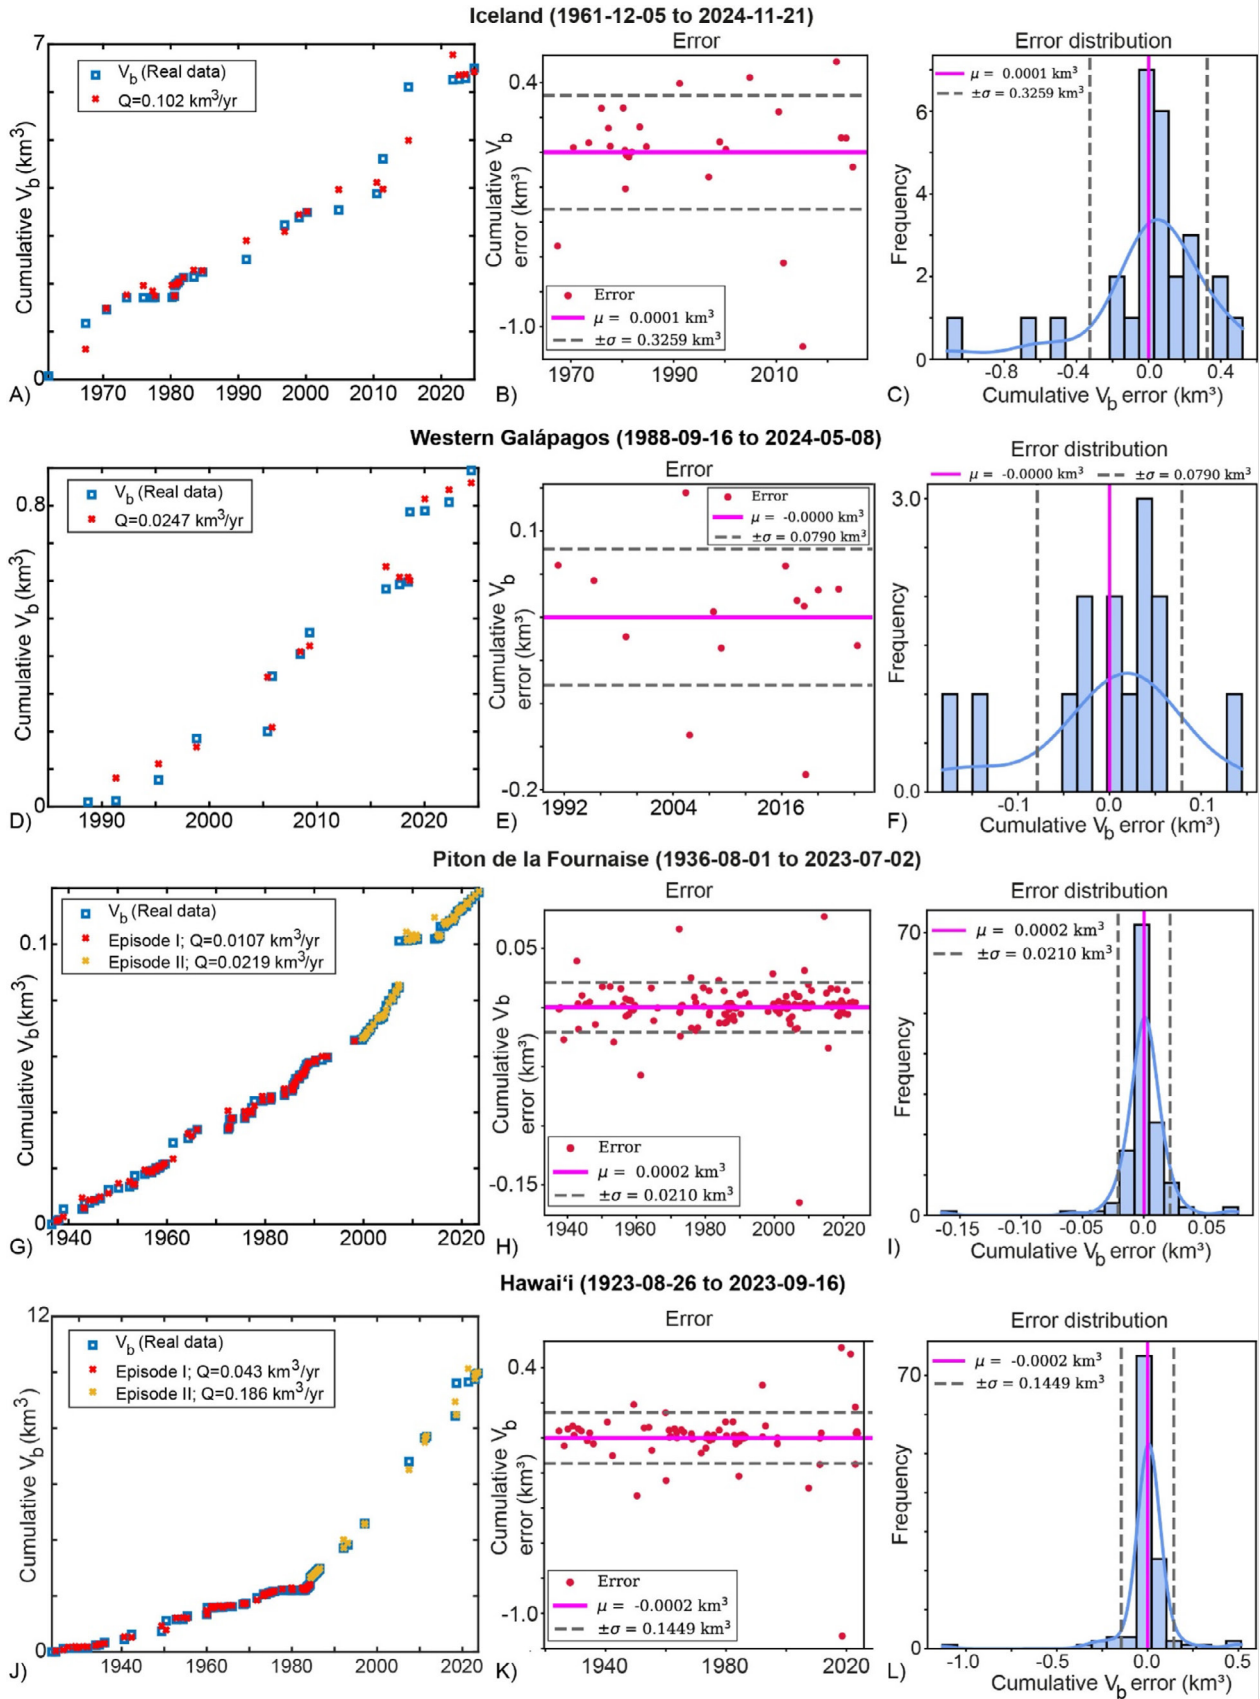 Iceland (1961-12-05 to 2024-11-21)
7
Cumulative Vb (km3)
Vb (Real data)
Q=0.102 km3/yr
0
1970 1980 1990 2000 2010 2020
A)
Error
Cumulative Vb
error (km³)
0.4
-1.0
Error
μ = 0.0001 km³
±σ = 0.3259 km³
1970 1990 2010
B)
Error distribution
μ = 0.0001 km³
±σ = 0.3259 km³
Frequency
6
4
2
0
-0.8 -0.4 0.0 0.4
Cumulative Vb error (km³)
C)
Western Galápagos (1988-09-16 to 2024-05-08)
Cumulative Vb (km3)
0.8
0
Vb (Real data)
Q=0.0247 km3/yr
1990 2000 2010 2020
D)
Error
Cumulative Vb
error (km³)
0.1
-0.2
Error
μ = -0.0000 km³
±σ = 0.0790 km³
1992 2004 2016
E)
Error distribution
μ = -0.0000 km³ ±σ = 0.0790 km³
Frequency
3.0
0.0
-0.1 0.0 0.1
Cumulative Vb error (km³)
F)
Piton de la Fournaise (1936-08-01 to 2023-07-02)
Cumulative Vb (km3)
0.1
0
Vb (Real data)
Episode I; Q=0.0107 km3/yr
Episode II; Q=0.0219 km3/yr
1940 1960 1980 2000 2020
G)
Error
Cumulative Vb
error (km³)
0.05
-0.15
Error
μ = 0.0002 km³
±σ = 0.0210 km³
1940 1960 1980 2000 2020
H)
Error distribution
μ = 0.0002 km³
±σ = 0.0210 km³
Frequency
70
0
-0.15 -0.10 -0.05 0.0 0.05
Cumulative Vb error (km³)
I)
Hawai‘i (1923-08-26 to 2023-09-16)
12
Cumulative Vb (km3)
0
Vb (Real data)
Episode I; Q=0.043 km3/yr
Episode II; Q=0.186 km3/yr
1940 1960 1980 2000 2020
J)
Error
Cumulative Vb
error (km³)
0.4
-1.0
Error
μ = -0.0002 km³
±σ = 0.1449 km³
1940 1980 2020
K)
Error distribution
μ = -0.0002 km³
±σ = 0.1449 km³
Frequency
70
0
-1.0 -0.5 0.0 0.5
Cumulative Vb error (km³)
L)